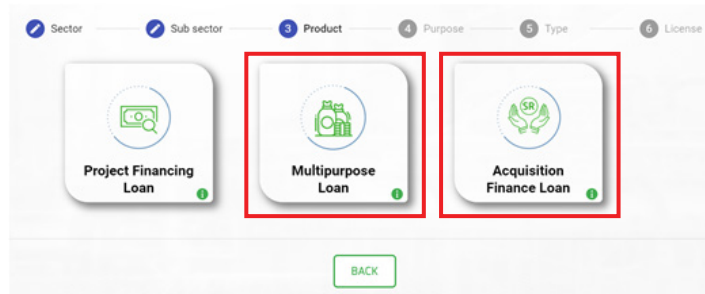 Sector
Sub sector
3 Product
4 Purpose
5 Type
6 License
Project Financing
Loan
Multipurpose
Loan
SR
Acquisition
Finance Loan
BACK